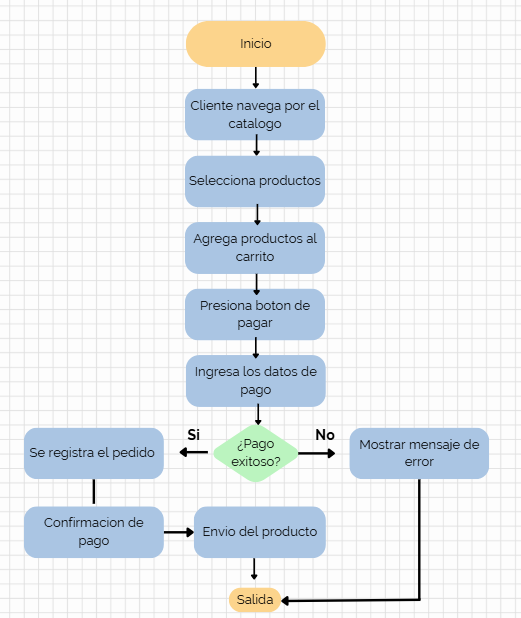 Inicio
Cliente navega por el
catalogo
Selecciona productos
Agrega productos al
carrito
Presiona boton de
pagar
Ingresa los datos de
pago
Si
¿Pago
exitoso?
No
Se registra el pedido
Mostrar mensaje de
error
Confirmacion de
pago
Envio del producto
Salida